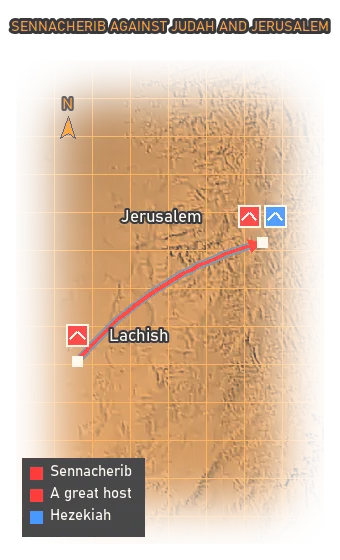 SENNACHERIB AGAINST JUDAH AND JERUSALEM
N
Jerusalem
Lachish
Sennacherib
A great host
Hezekiah